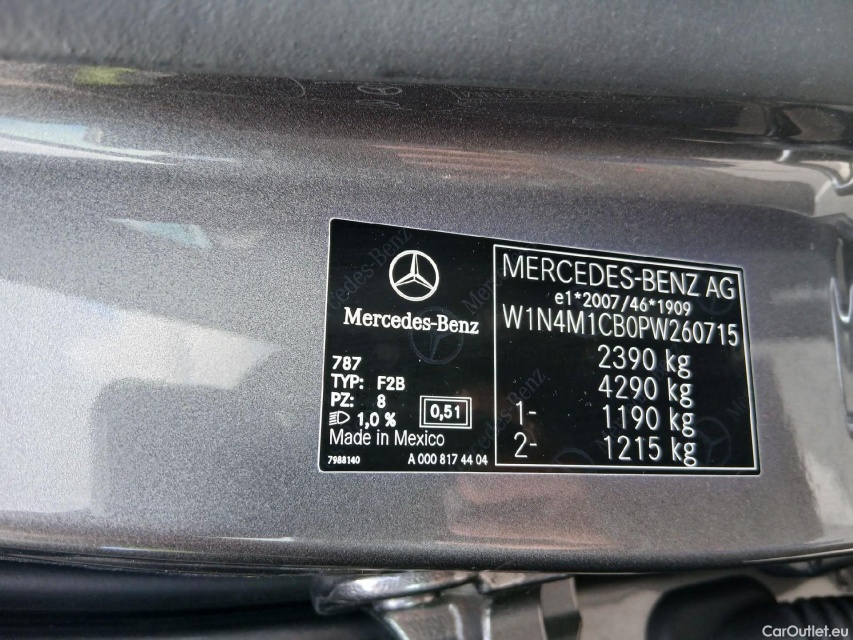 Mercedes-Benz
787
TYP: F2B
PZ: 8
1,0 %
0,51
Made in Mexico
7988140
A 000 817 44 04
MERCEDES-BENZ AG
e1*2007/46*1909
W1N4M1CB0PW260715
2390 kg
4290 kg
1- 1190 kg
2- 1215 kg
CarOutlet.eu